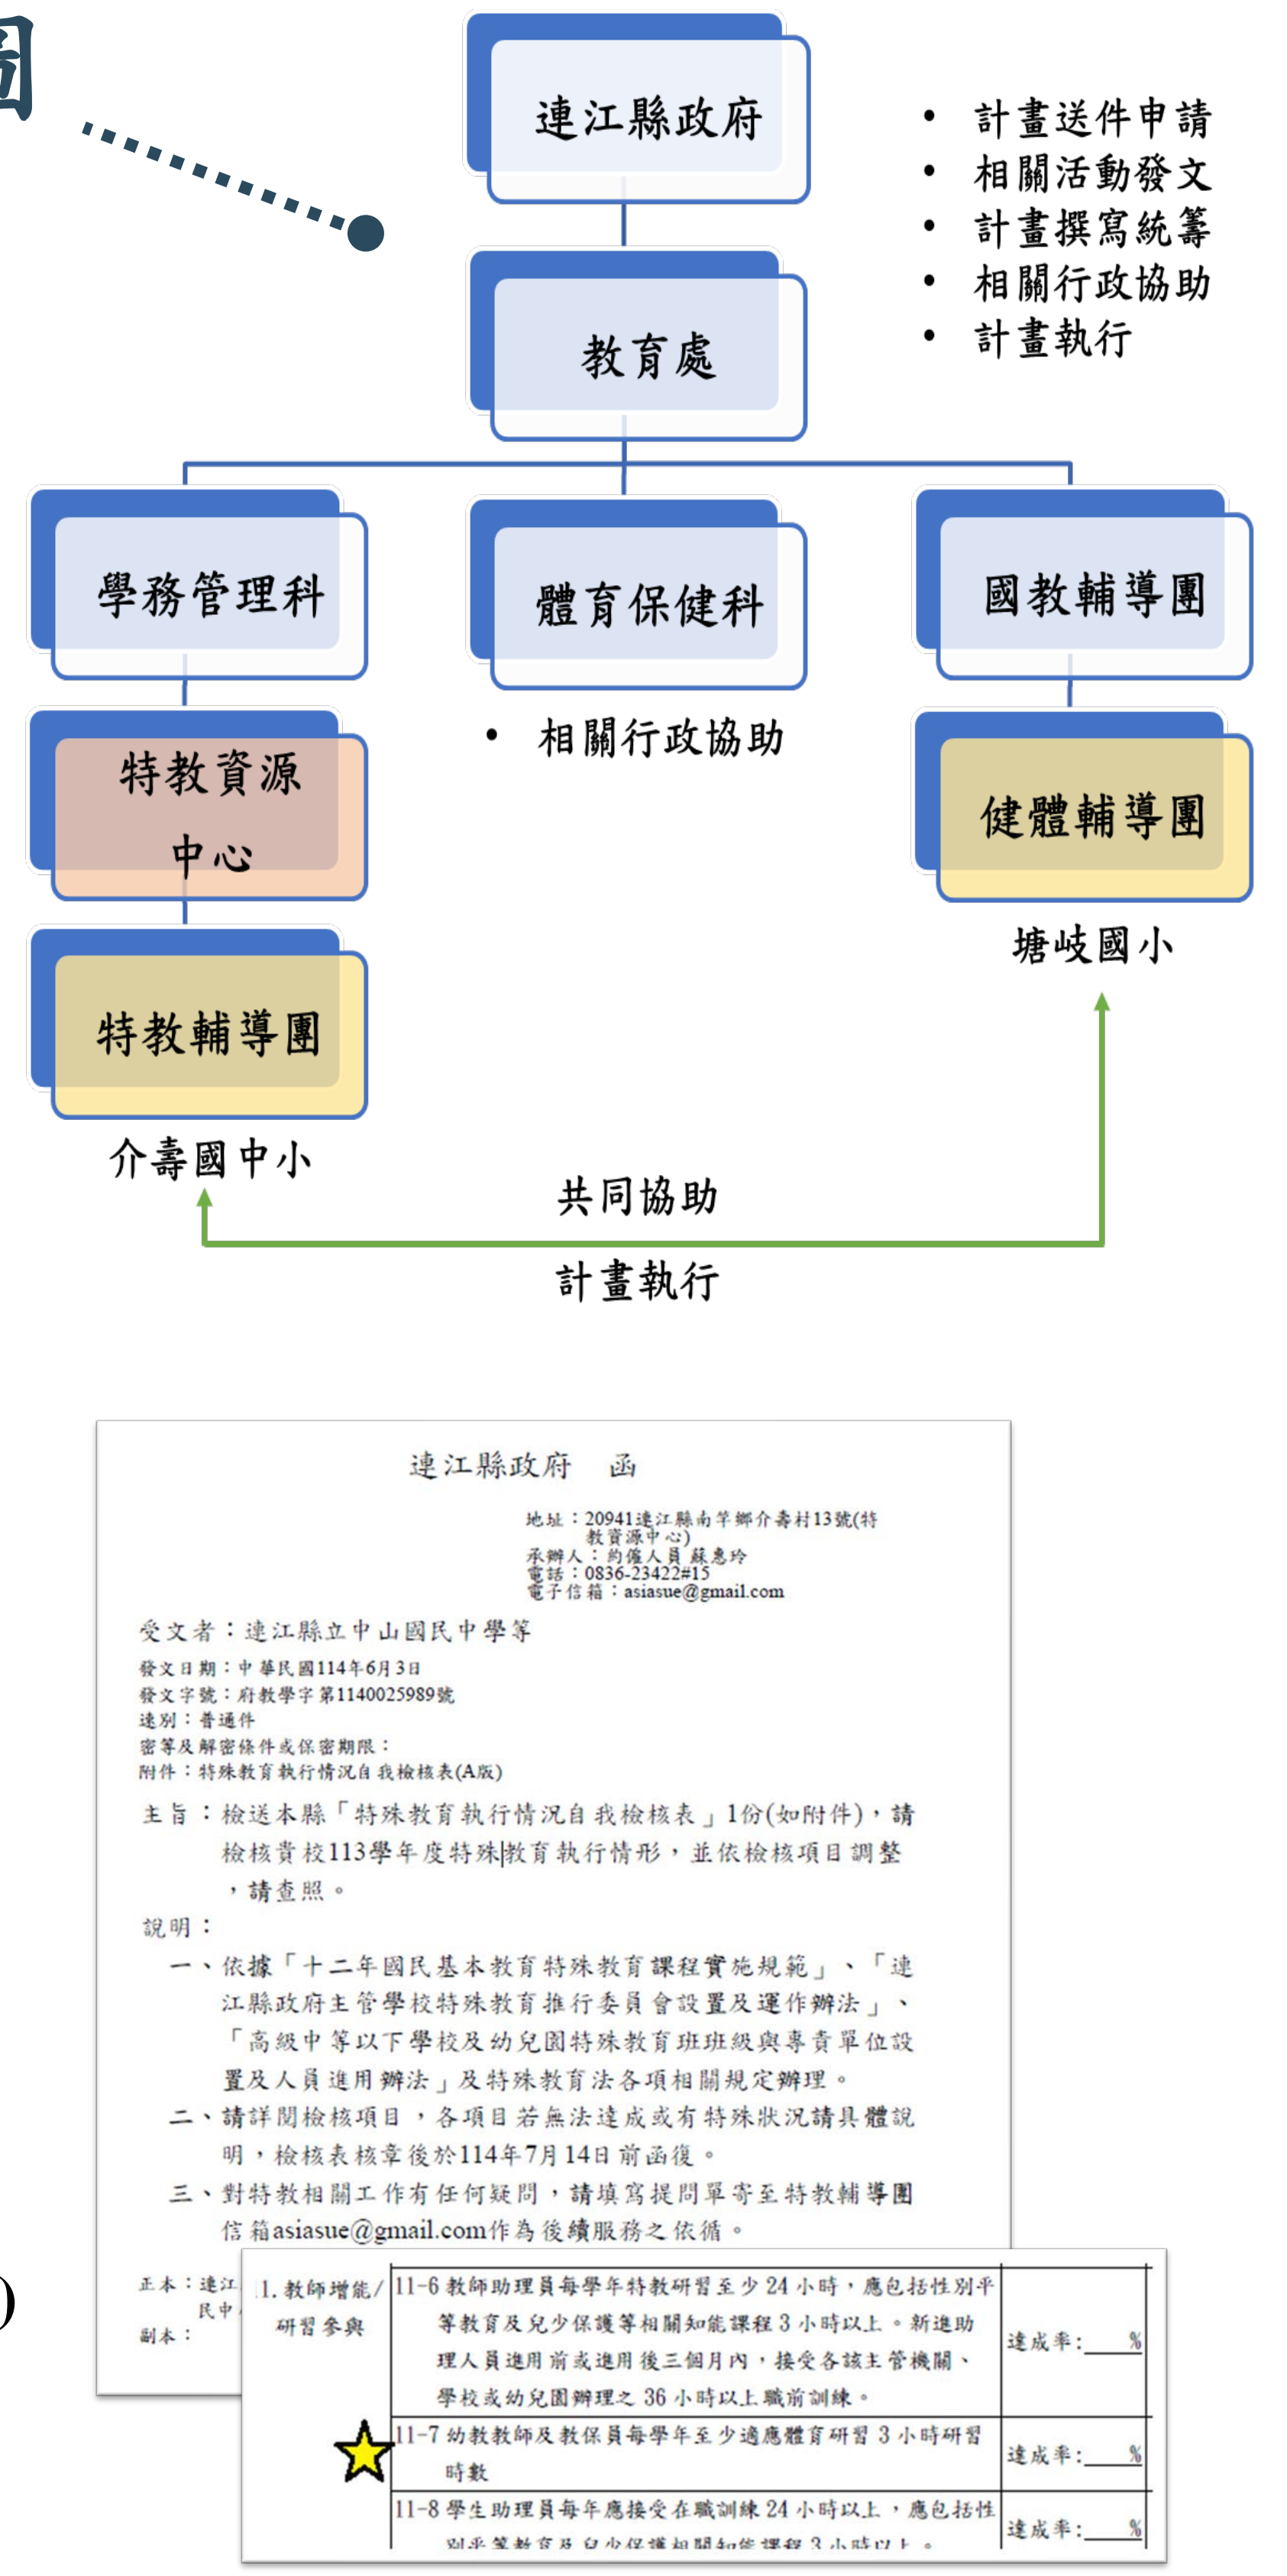 圖
連江縣政府
• 計畫送件申請
• 相關活動發文
• 計畫撰寫統籌
• 相關行政協助
• 計畫執行
教育處
學務管理科
體育保健科
國教輔導團
• 相關行政協助
特教資源
中心
健體輔導團
塘岐國小
特教輔導團
介壽國中小
共同協助
計畫執行
連江縣政府 函
地址：20941連江縣南竿鄉介壽村13號(特
教資源中心)
承辦人：約僱人員 蘇惠玲
電話：0836-23422#15
電子信箱：asiasue@gmail.com
受文者：連江縣立中山國民中學等
發文日期：中華民國114年6月3日
發文字號：府教學字第1140025989號
速別：普通件
密等及解密條件或保密期限：
附件：特殊教育執行情況自我檢核表(A版)
主旨：檢送本縣「特殊教育執行情況自我檢核表」1份(如附件)，請
檢核貴校113學年度特殊教育執行情形，並依檢核項目調整
，請查照。
說明：
一、依據「十二年國民基本教育特殊教育課程實施規範」、「連
江縣政府主管學校特殊教育推行委員會設置及運作辦法」、
「高級中等以下學校及幼兒園特殊教育班班級與專責單位設
置及人員進用辦法」及特殊教育法各項相關規定辦理。
二、請詳閱檢核項目，各項目若無法達成或有特殊狀況請具體說
明，檢核表核章後於114年7月14日前函復。
三、對特教相關工作有任何疑問，請填寫提問單寄至特教輔導團
信箱asiasue@gmail.com作為後續服務之依循。
正本：連江
民中
副本：
)
1. 教師增能/
研習參與
11-6 教師助理員每學年特教研習至少 24 小時，應包括性別平
等教育及兒少保護等相關知能課程 3 小時以上。新進助
理人員進用前或進用後三個月內，接受各該主管機關、
學校或幼兒園辦理之 36 小時以上職前訓練。
達成率:____%
11-7 幼教教師及教保員每學年至少適應體育研習 3 小時研習
時數
達成率:____%
11-8 學生助理員每年應接受在職訓練 24 小時以上，應包括性
別平等教育及兒少保護相關知能課程 3 小時以上。
達成率:____%